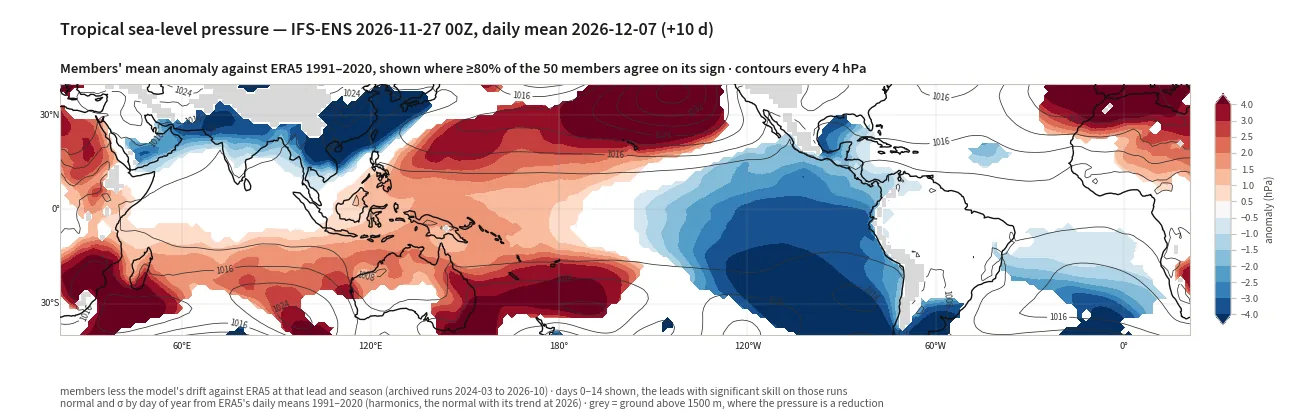 Tropical sea-level pressure — IFS-ENS 2026-11-27 00Z, daily mean 2026-12-07 (+10 d)
Members' mean anomaly against ERA5 1991–2020, shown where ≥80% of the 50 members agree on its sign · contours every 4 hPa
1024
1024
1016
1016
1016
1016
1016
1016
1008
1024
1016
1016
1016
30°N
0°
30°S
60°E
120°E
180°
120°W
60°W
0°
4.0
3.0
2.5
2.0
1.5
1.0
0.5
−0.5
−1.0
−1.5
−2.0
−2.5
−3.0
−4.0
anomaly (hPa)
members less the model's drift against ERA5 at that lead and season (archived runs 2024-03 to 2026-10) · days 0–14 shown, the leads with significant skill on those runs
normal and σ by day of year from ERA5's daily means 1991–2020 (harmonics, the normal with its trend at 2026) · grey = ground above 1500 m, where the pressure is a reduction